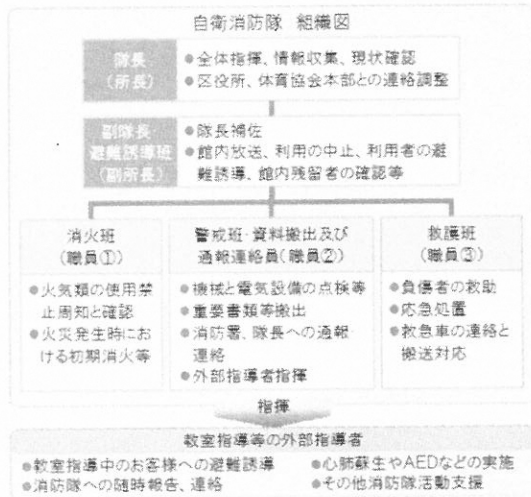 自衛消防隊 組織図
隊長
(所長)
●全体指揮、情報収集、現状確認
●区役所、体育協会本部との連絡調整
副隊長
避難誘導班
(副所長)
●隊長補佐
●館内放送、利用の中止、利用者の避
難誘導、館内残留者の確認等
消火班
(職員①)
●火気類の使用禁
止周知と確認
●火災発生時にお
ける初期消火等
警戒班・資料搬出及び
通報連絡員(職員②)
●機械と電気設備の点検等
●重要書類等搬出
●消防署、隊長への通報・
連絡
●外部指導者指揮
救護班
(職員③)
●負傷者の救助
●応急処置
●救急車の連絡と
搬送対応
指揮
教室指導等の外部指導者
●教室指導中のお客様への避難誘導
●消防隊への随時報告、連絡
●心肺蘇生やAEDなどの実施
●その他消防隊活動支援